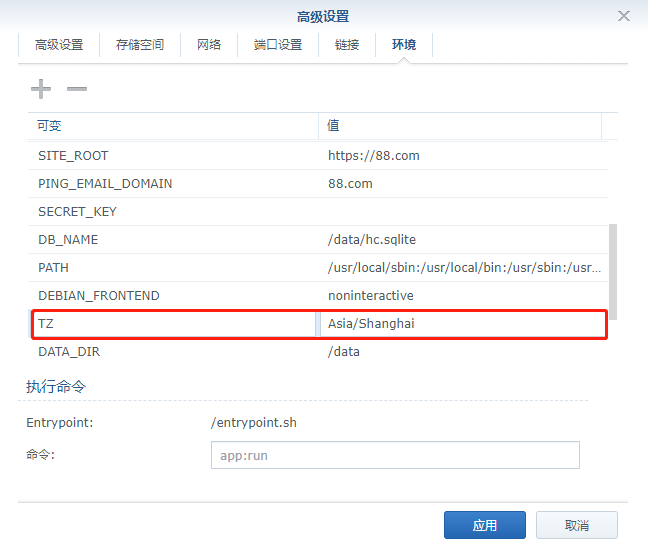 高级设置
高级设置 存储空间 网络 端口设置 链接 环境
可变 值
SITE_ROOT https://88.com
PING_EMAIL_DOMAIN 88.com
SECRET_KEY
DB_NAME /data/hc.sqlite
PATH /usr/local/sbin:/usr/local/bin:/usr/sbin:/usr...
DEBIAN_FRONTEND noninteractive
TZ Asia/Shanghai
DATA_DIR /data
执行命令
Entrypoint: /entrypoint.sh
命令: app:run
应用 取消